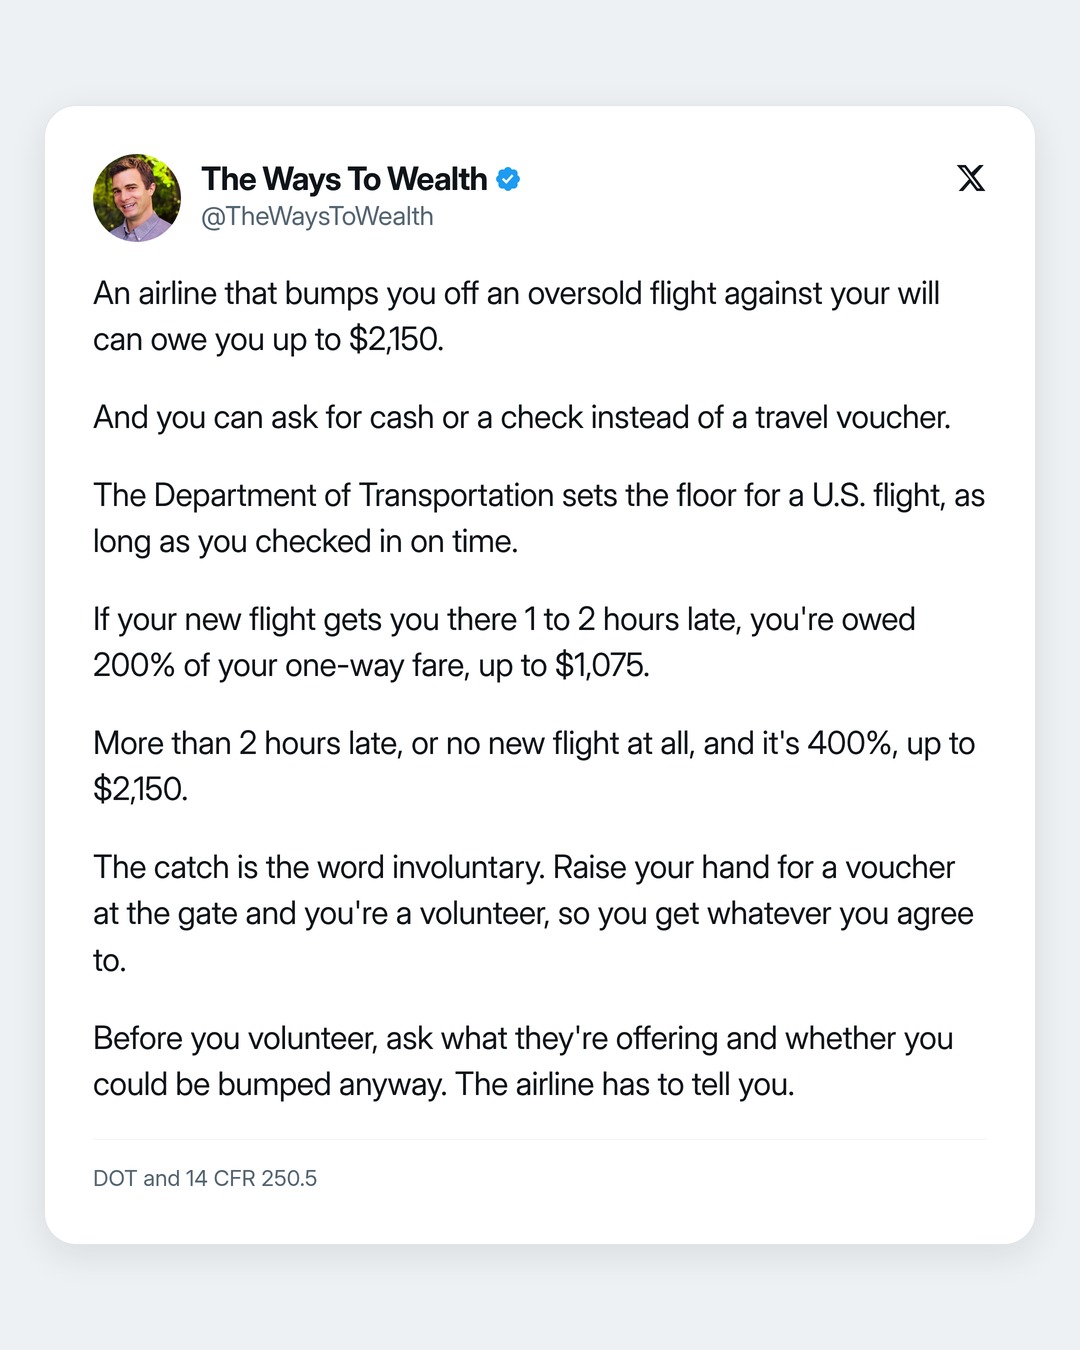 The Ways To Wealth
@TheWaysToWealth
An airline that bumps you off an oversold flight against your will
can owe you up to $2,150.
And you can ask for cash or a check instead of a travel voucher.
The Department of Transportation sets the floor for a U.S. flight, as
long as you checked in on time.
If your new flight gets you there 1 to 2 hours late, you're owed
200% of your one-way fare, up to $1,075.
More than 2 hours late, or no new flight at all, and it's 400%, up to
$2,150.
The catch is the word involuntary. Raise your hand for a voucher
at the gate and you're a volunteer, so you get whatever you agree
to.
Before you volunteer, ask what they're offering and whether you
could be bumped anyway. The airline has to tell you.
DOT and 14 CFR 250.5